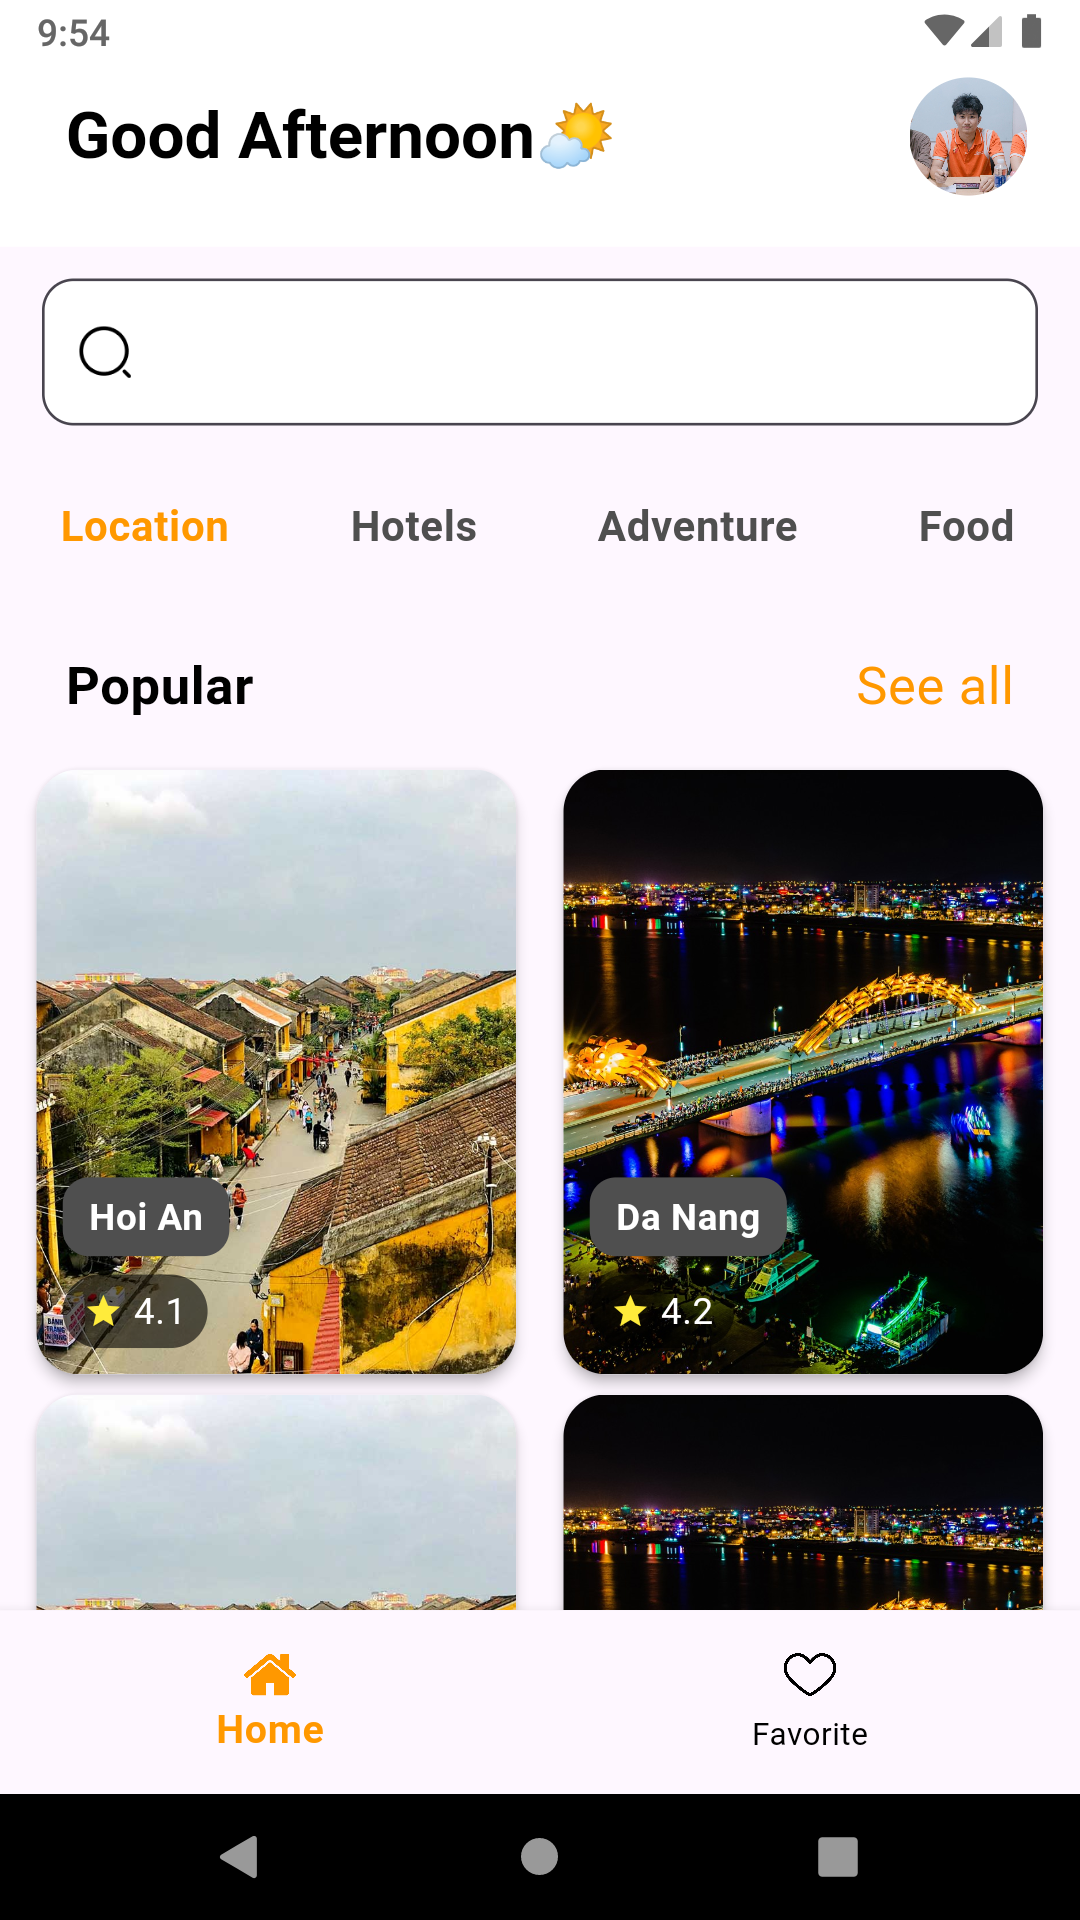 9:54
Good Afternoon🌤️
Location Hotels Adventure Food
Popular See all
Hoi An
4.1
Da Nang
4.2
Home Favorite